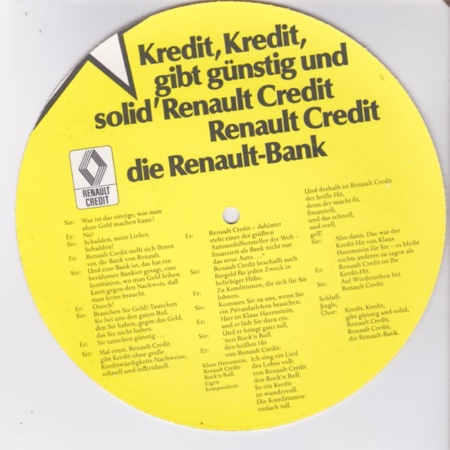 Kredit, Kredit,
gibt günstig und
solid' Renault Credit
Renault Credit
die Renault-Bank
RENAULT
CREDIT
Sie: Was ist das einzige, was man
ohne Geld machen kann?
Er: Na?
Sie: Schulden, mein Lieber,
Schulden.
Er: Renault Credit stellt sich Ihnen
vor, die Bank von Renault.
Sie: Und eine Bank ist, das hat ein
berühmter Bankier gesagt, eine
Institution, wo man Geld leihen
kann gegen den Nachweis, daß
man keins braucht.
Er: Oooch!
Sie: Brauchen Sie Geld? Tauschen
Sie bei uns den guten Ruf,
den Sie haben, gegen das Geld,
das Sie nicht haben.
Er: Sie tauschen günstig . . .
Sie: Mal ernst. Renault Credit
gibt Kredit ohne große
Kreditwürdigkeits-Nachweise,
schnell und individuell.
Er: Renault Credit – dahinter
steht einer der größten
Automobilhersteller der Welt –
finanziert als Bank nicht nur
das neue Auto . . .
Sie: Renault Credit beschafft auch
Bargeld für jeden Zweck in
beliebiger Höhe.
Er: Zu Konditionen, die sich für Sie
lohnen.
Sie: Kommen Sie zu uns, wenn Sie
ein Privatdarlehen brauchen.
Er: Hier ist Klaus Havenstein,
und er lädt Sie dazu ein.
Sie: Und er bringt ganz toll,
'nen Rock'n Roll,
Er: den heißen Hit
von Renault Credit:
Klaus Havenstein,
Renault Credit-
Rock'n Roll,
Eigen-
komposition:
Ich sing ein Lied
des Lobes voll:
von Renault Credit
den Rock'n Roll.
So ein Kredit
ist wundervoll.
Die Konditionen:
einfach toll.
Und deshalb ist Renault Credit
der heiße Hit,
denn der macht fit,
finanziell,
und das schnell,
und reell,
gell!
Sie: Also dann. Das war der
Kredit-Hit von Klaus
Havenstein für Sie – es bleibt
nichts anderes zu sagen als
Er: Renault Credit ist Ihr
Kredit-Hit.
Sie: Auf Wiedersehen bei
Renault Credit.
Schluß-
Jingle,
Chor:
Kredit, Kredit,
gibt günstig und solid,
Renault Credit,
Renault Credit,
die Renault-Bank.